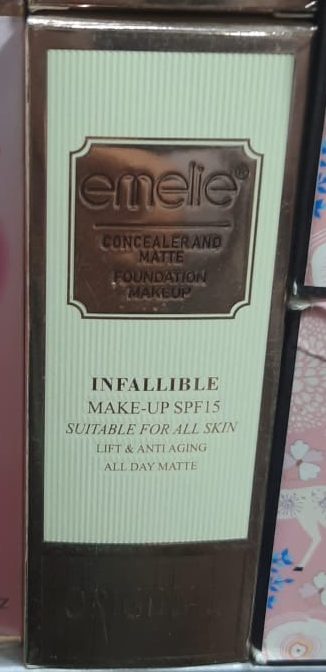 emelie®
CONCEALER AND
MATTE
FOUNDATION
MAKEUP
INFALLIBLE
MAKE-UP SPF15
SUITABLE FOR ALL SKIN
LIFT & ANTI AGING
ALL DAY MATTE